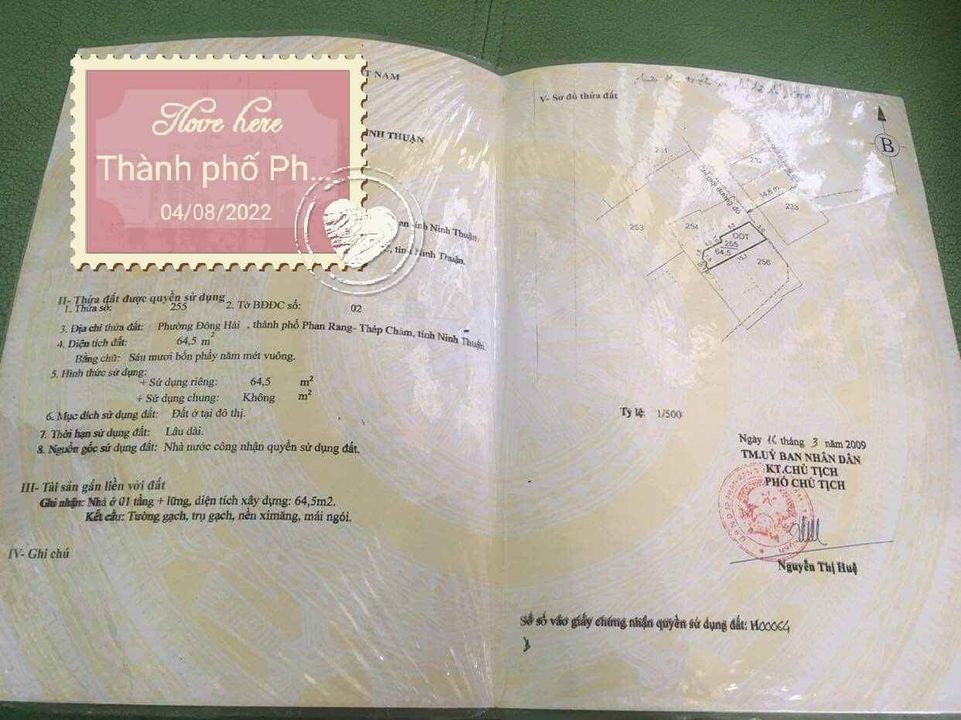 I love here
Thành phố Ph...
04/08/2022
T NAM
NINH THUẬN
tỉnh Ninh Thuận.
, tỉnh Ninh Thuận.
II- Thửa đất được quyền sử dụng
1. Thửa số: 255 2. Tờ BĐĐC số: 02
3. Địa chỉ thửa đất: Phường Đông Hải , thành phố Phan Rang- Tháp Chàm, tỉnh Ninh Thuận.
4. Diện tích đất: 64,5 m2
Bằng chữ: Sáu mươi bốn phẩy năm mét vuông.
5. Hình thức sử dụng:
+ Sử dụng riêng: 64,5 m2
+ Sử dụng chung: Không m2
6. Mục đích sử dụng đất: Đất ở tại đô thị.
7. Thời hạn sử dụng đất: Lâu dài.
8. Nguồn gốc sử dụng đất: Nhà nước công nhận quyền sử dụng đất.
III- Tài sản gắn liền với đất
Ghi nhận: Nhà ở 01 tầng + lửng, diện tích xây dựng: 64,5m2.
Kết cấu: Tường gạch, trụ gạch, nền ximăng, mái ngói.
IV- Ghi chú
V- Sơ đồ thửa đất
B
231
232
233
14,5 m
Chỉ giới đường đỏ
253
254
ODT
255
64,5
256
Tỷ lệ: 1/500
Ngày 16 tháng 3 năm 2009
TM.UỶ BAN NHÂN DÂN
KT.CHỦ TỊCH
PHÓ CHỦ TỊCH
Nguyễn Thị Huệ
Số số vào giấy chứng nhận quyền sử dụng đất: H00064